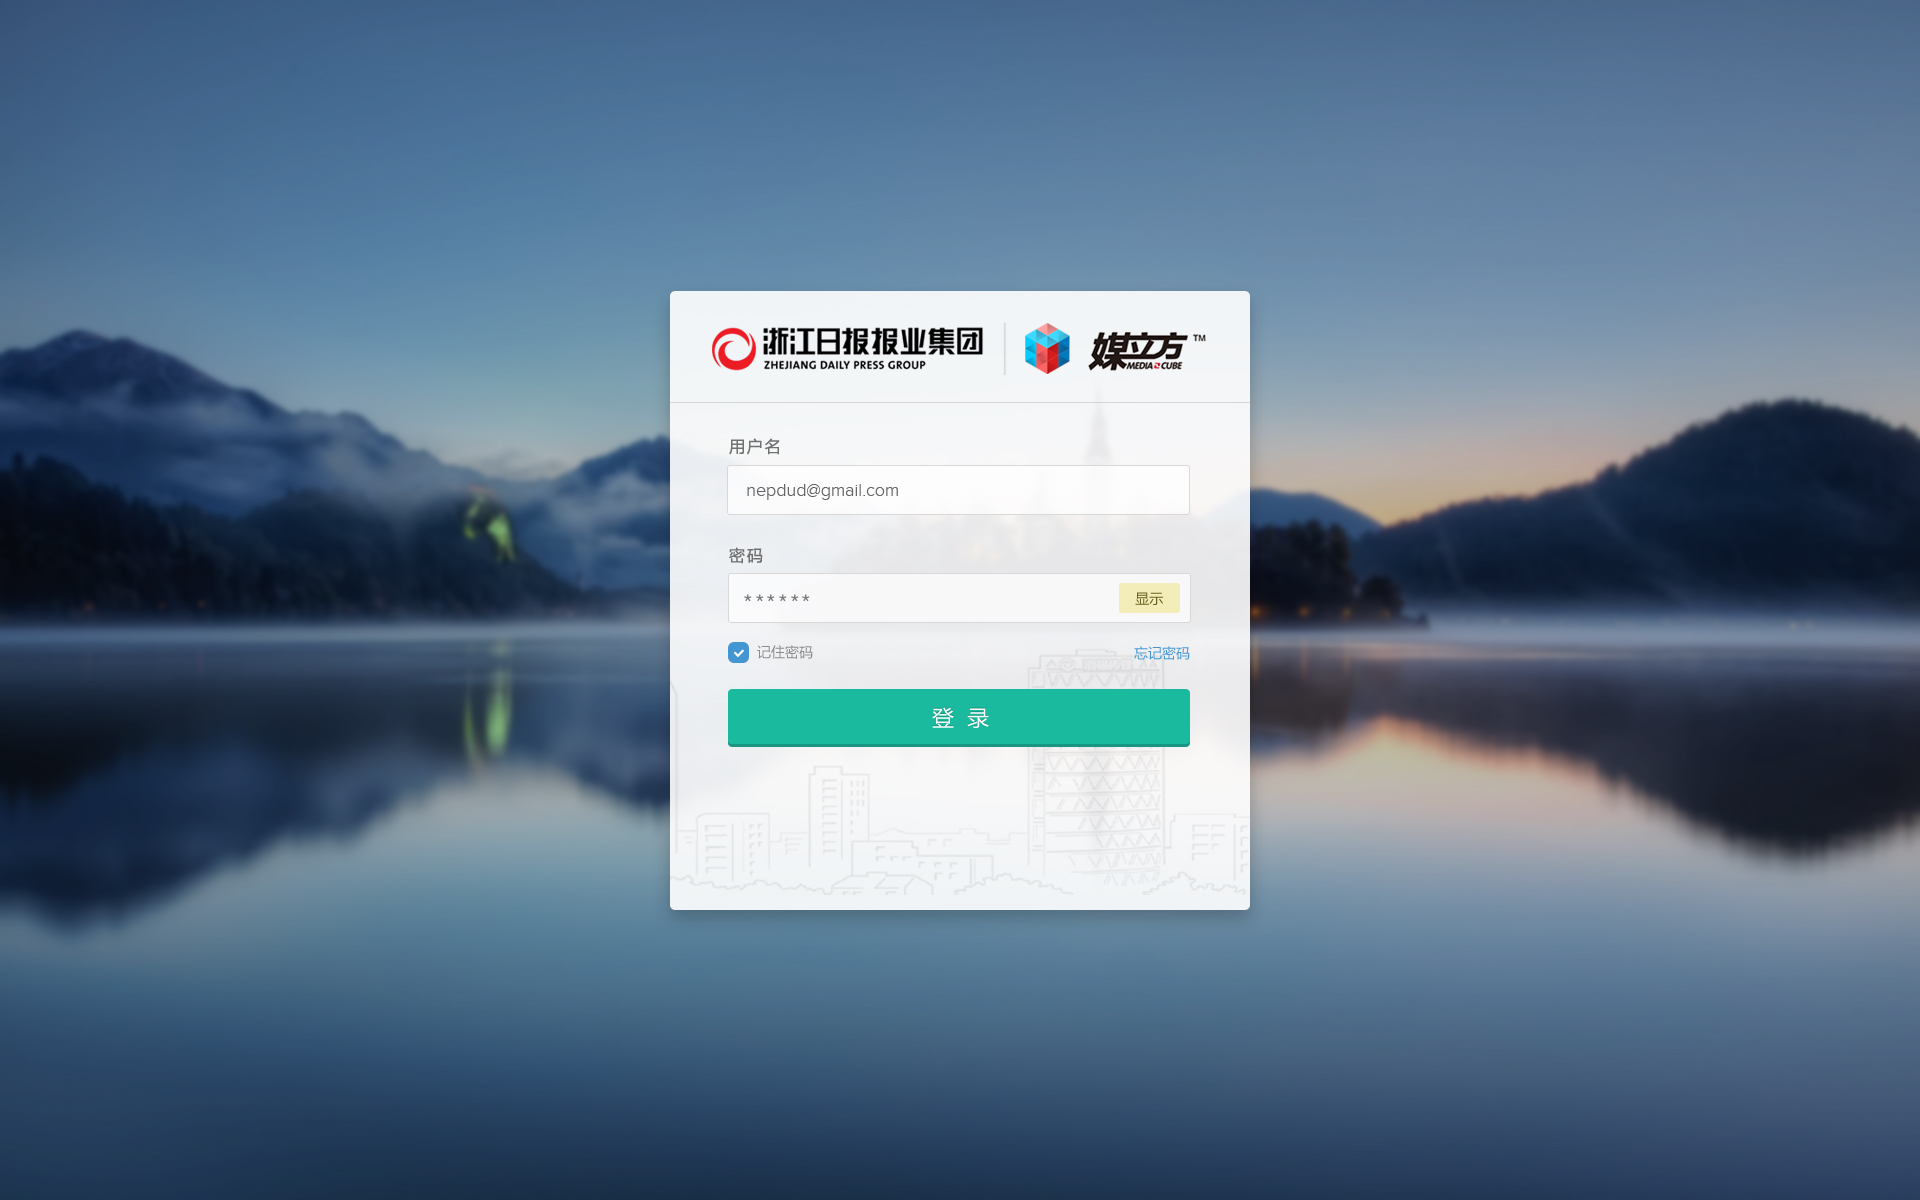 浙江日报报业集团
ZHEJIANG DAILY PRESS GROUP
媒立方 TM
MEDIA CUBE
用户名
nepdud@gmail.com
密码
******
显示
记住密码
忘记密码
登 录